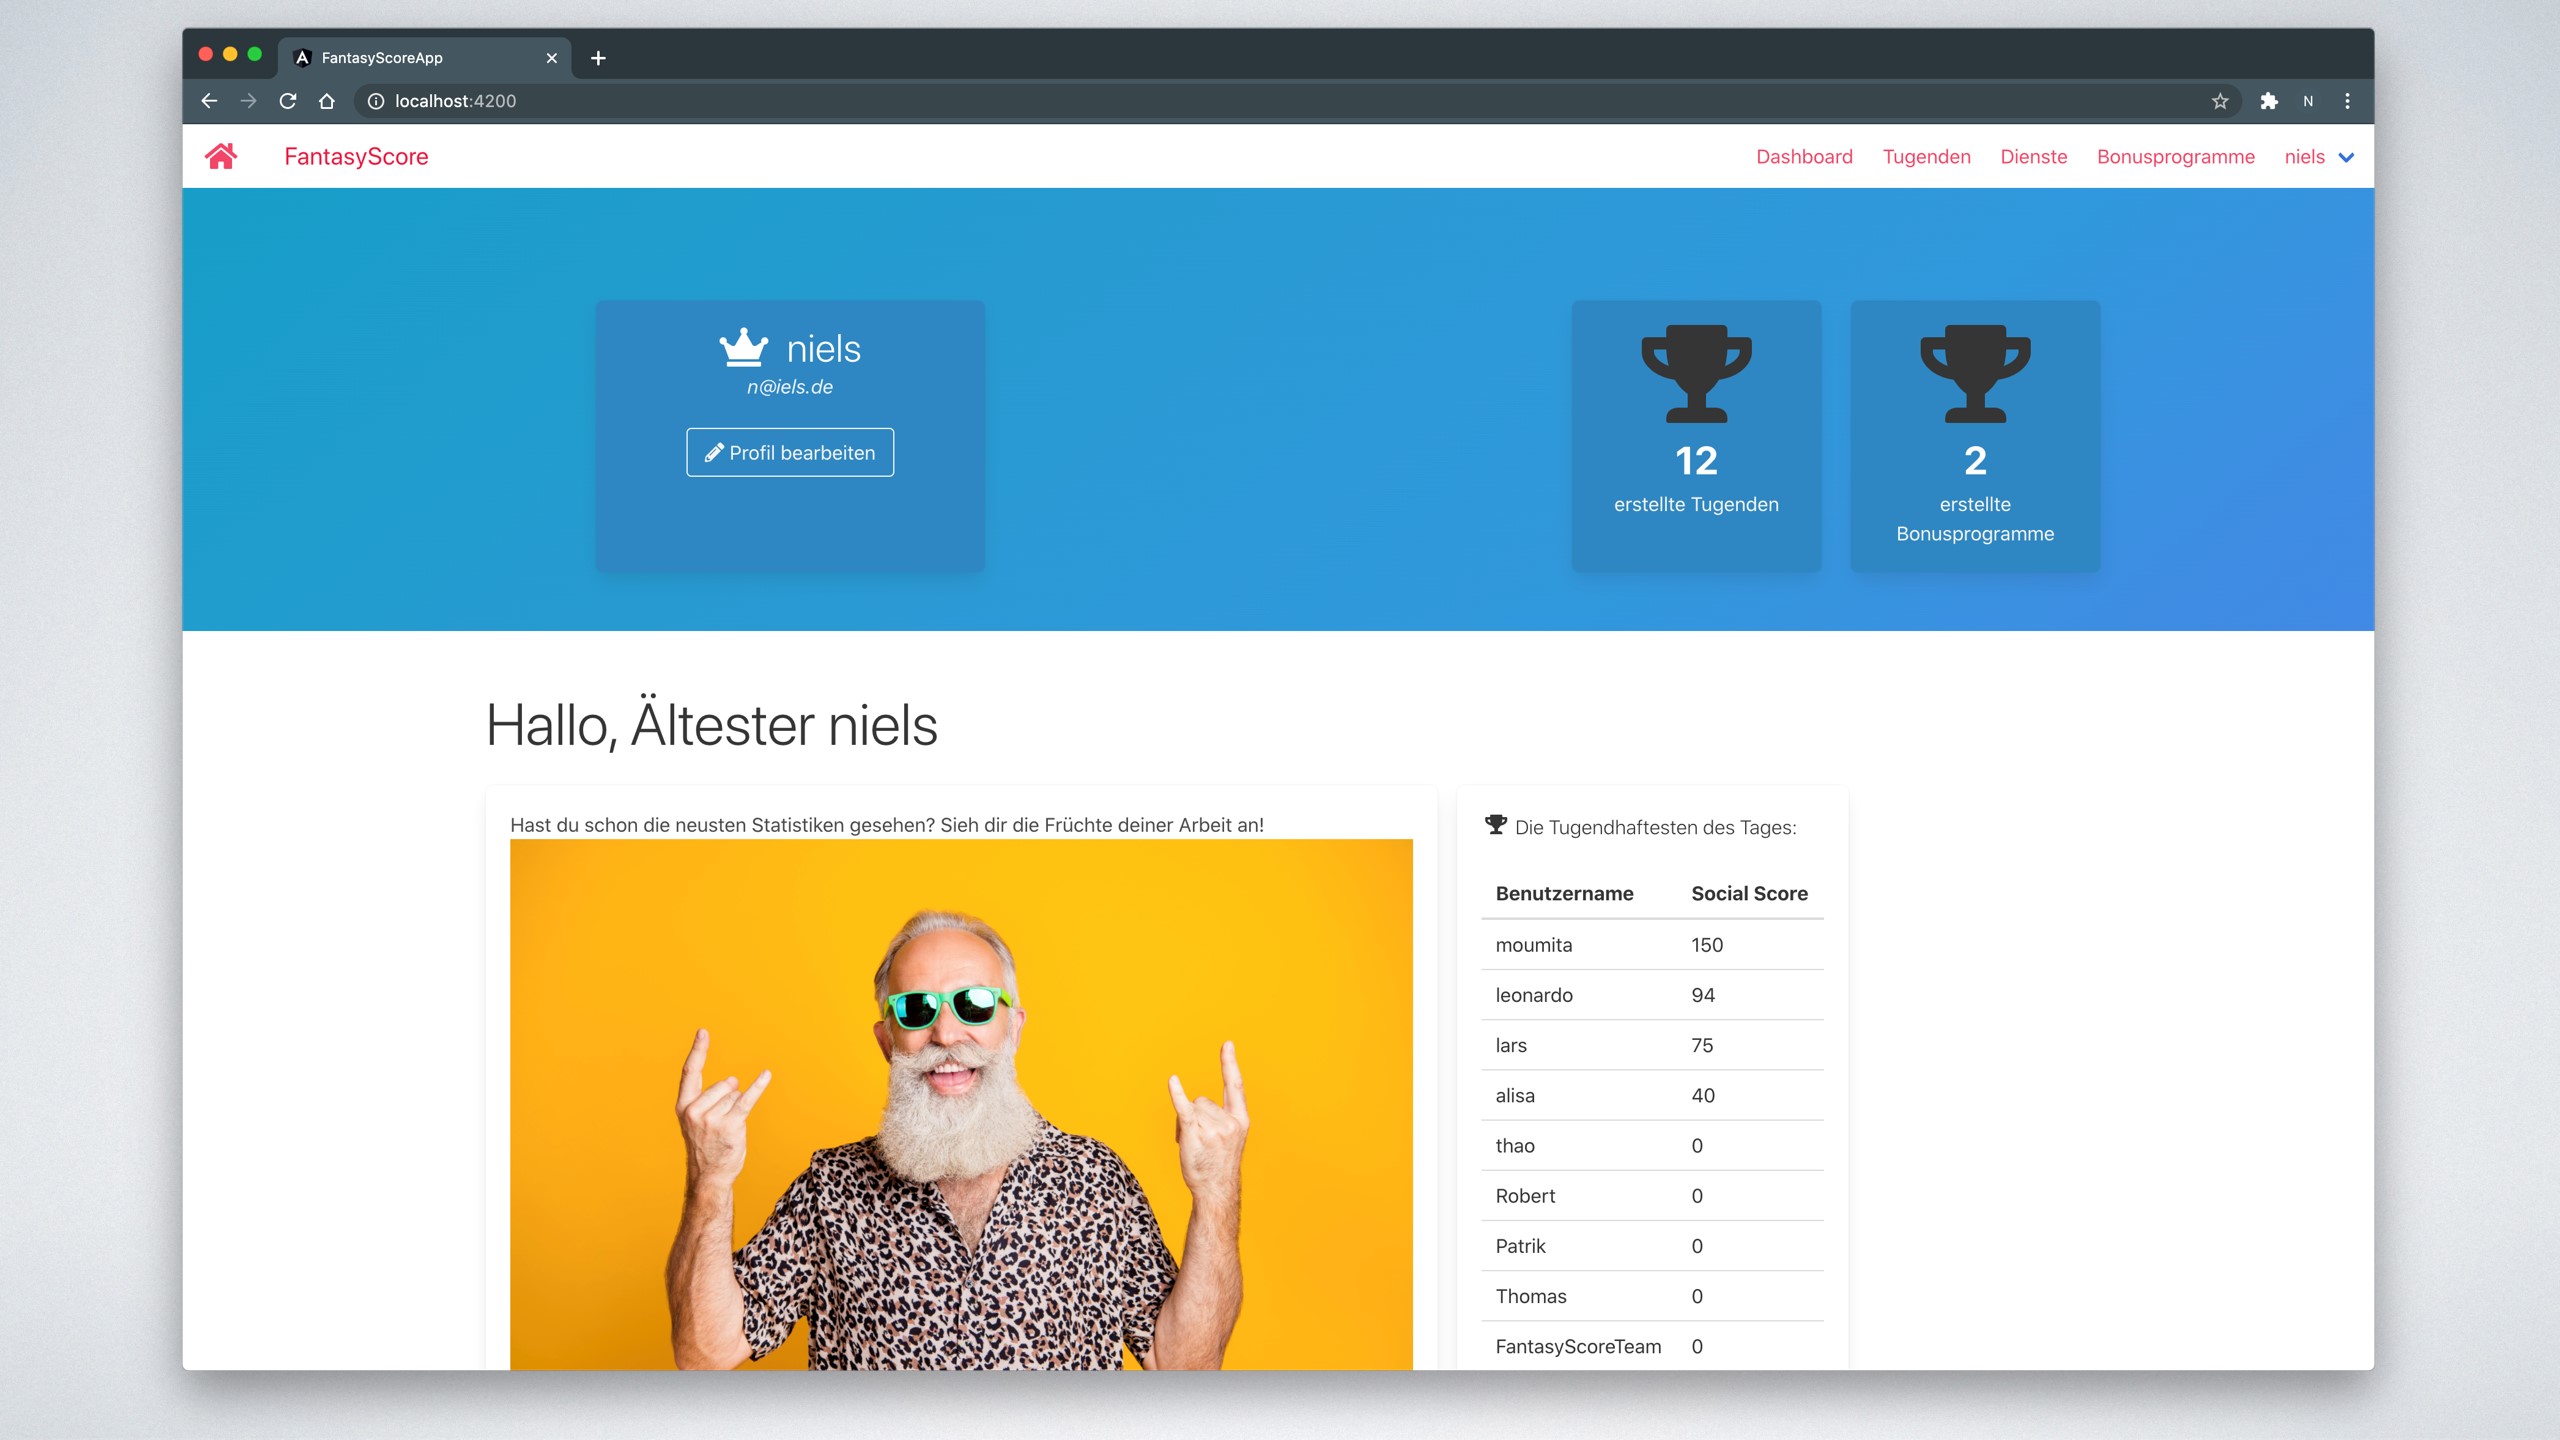 FantasyScoreApp
localhost:4200
N
FantasyScore
Dashboard
Tugenden
Dienste
Bonusprogramme
niels
niels
n@iels.de
Profil bearbeiten
12
erstellte Tugenden
2
erstellte
Bonusprogramme
Hallo, Ältester niels
Hast du schon die neusten Statistiken gesehen? Sieh dir die Früchte deiner Arbeit an!
Die Tugendhaftesten des Tages:
Benutzername Social Score
moumita 150
leonardo 94
lars 75
alisa 40
thao 0
Robert 0
Patrik 0
Thomas 0
FantasyScoreTeam 0